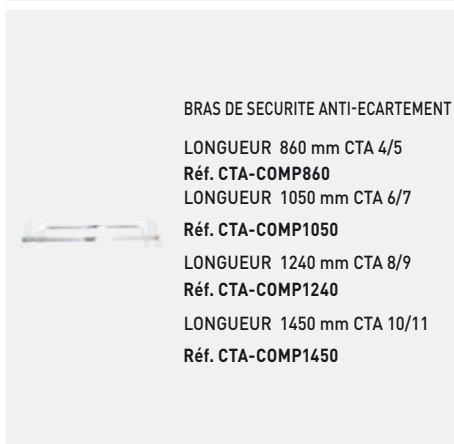 BRAS DE SECURITE ANTI-ECARTEMENT
LONGUEUR 860 mm CTA 4/5
Réf. CTA-COMP860
LONGUEUR 1050 mm CTA 6/7
Réf. CTA-COMP1050
LONGUEUR 1240 mm CTA 8/9
Réf. CTA-COMP1240
LONGUEUR 1450 mm CTA 10/11
Réf. CTA-COMP1450